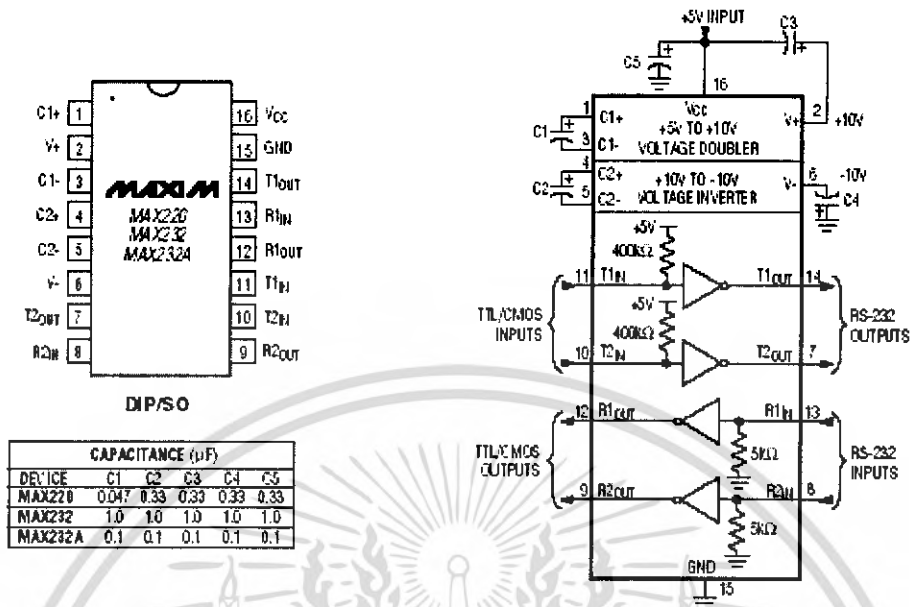 C1+ 1
V+ 2
C1- 3
C2+ 4
C2- 5
V- 6
T2OUT 7
R2IN 8
16 VCC
15 GND
14 T1OUT
13 R1IN
12 R1OUT
11 T1IN
10 T2IN
9 R2OUT
MAXIM
MAX220
MAX232
MAX232A
DIP/SO
CAPACITANCE (µF)
DEVICE C1 C2 C3 C4 C5
MAX220 0.047 0.33 0.33 0.33 0.33
MAX232 1.0 1.0 1.0 1.0 1.0
MAX232A 0.1 0.1 0.1 0.1 0.1
+5V INPUT
C3
+
C5
+
16
1 C1+ VCC 2
C1 + +5V TO +10V V+ +10V
3 C1- VOLTAGE DOUBLER
4 C2+ +10V TO -10V 6 -10V
C2 + V-
5 C2- VOLTAGE INVERTER
C4
+
+5V
400kΩ
11 T1IN T1OUT 14
TTL/CMOS
INPUTS
+5V
400kΩ
RS-232
OUTPUTS
10 T2IN T2OUT 7
12 R1OUT R1IN 13
TTL/CMOS
OUTPUTS
5kΩ
RS-232
INPUTS
9 R2OUT R2IN 8
5kΩ
GND
15